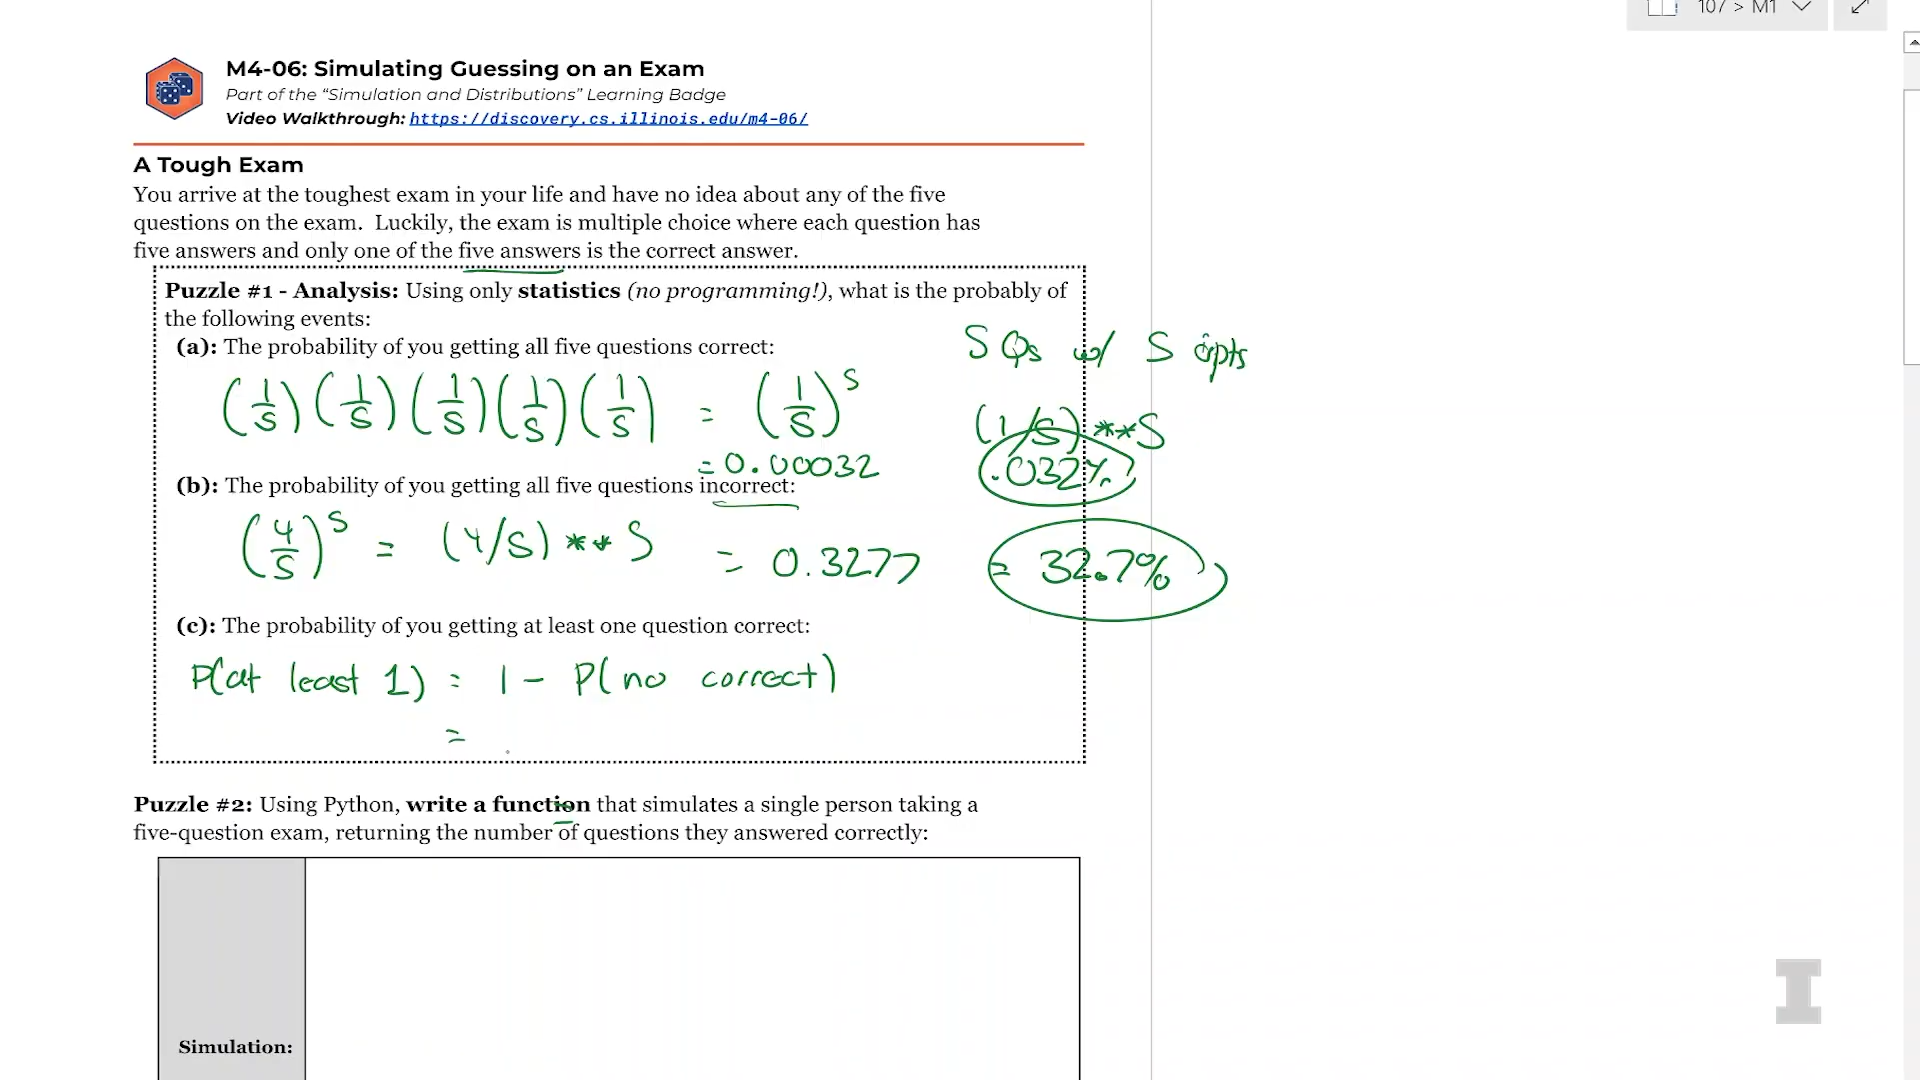 107 > M1
M4-06: Simulating Guessing on an Exam
Part of the “Simulation and Distributions” Learning Badge
Video Walkthrough: https://discovery.cs.illinois.edu/m4-06/
A Tough Exam
You arrive at the toughest exam in your life and have no idea about any of the five
questions on the exam.  Luckily, the exam is multiple choice where each question has
five answers and only one of the five answers is the correct answer.
Puzzle #1 - Analysis: Using only statistics (no programming!), what is the probably of
the following events:
(a): The probability of you getting all five questions correct:
5 Qs w/ 5 opts
(1/5)(1/5)(1/5)(1/5)(1/5) = (1/5)^5
(1/5)**5
= 0.00032
.032%
(b): The probability of you getting all five questions incorrect:
(4/5)^5 = (4/5)**5 = 0.3277 = 32.7%
(c): The probability of you getting at least one question correct:
P(at least 1) = 1 - P(no correct)
=
Puzzle #2: Using Python, write a function that simulates a single person taking a
five-question exam, returning the number of questions they answered correctly:
Simulation:
I